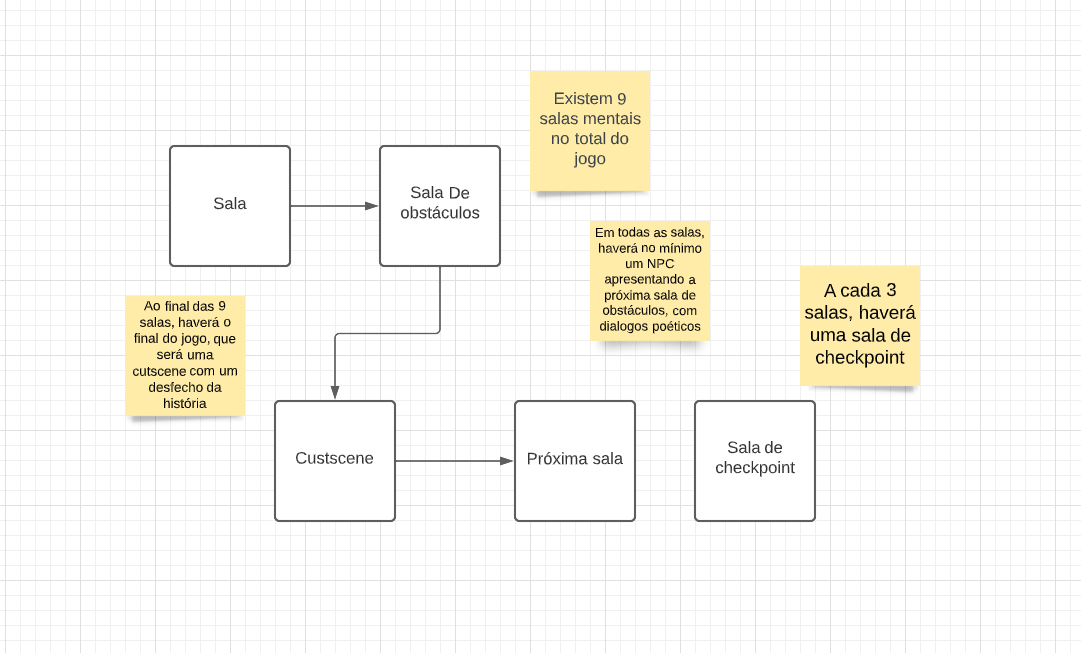 Existem 9
salas mentais
no total do
jogo
Sala
Sala De
obstáculos
Em todas as salas,
haverá no mínimo
um NPC
apresentando a
próxima sala de
obstáculos, com
dialogos poéticos
A cada 3
salas, haverá
uma sala de
checkpoint
Ao final das 9
salas, haverá o
final do jogo, que
será uma
cutscene com um
desfecho da
história
Custscene
Próxima sala
Sala de
checkpoint